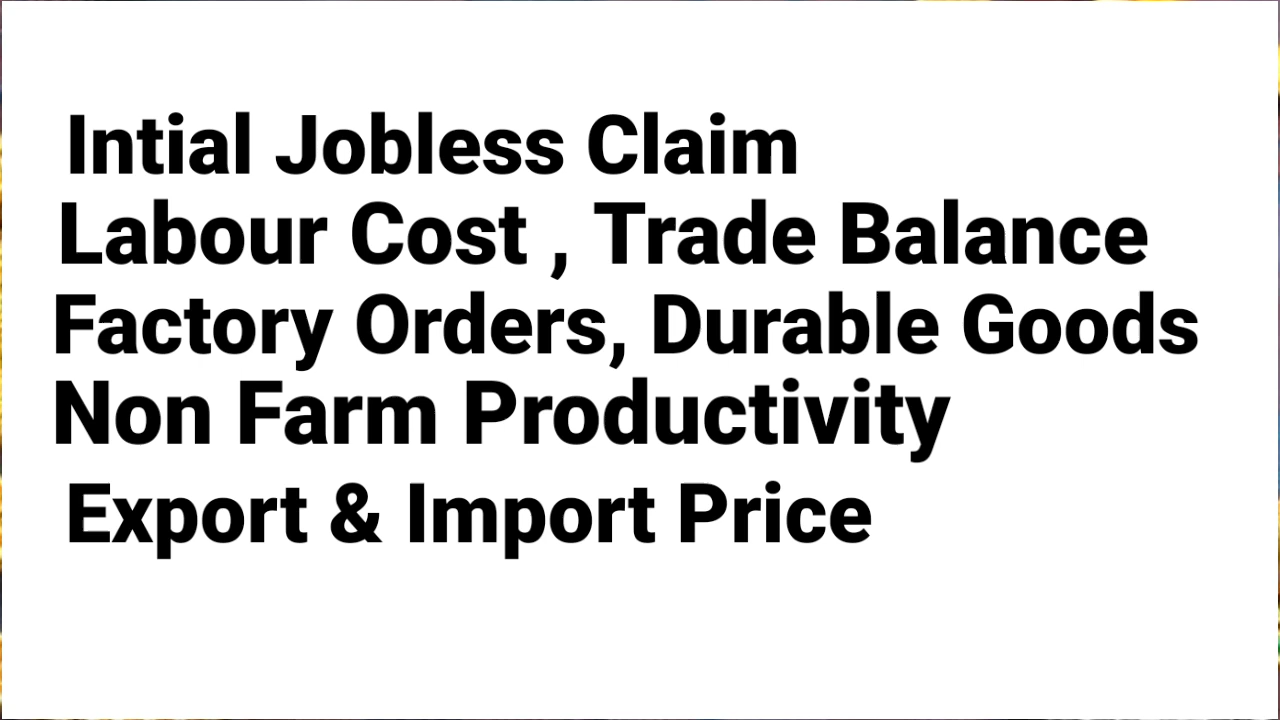 Intial Jobless Claim
Labour Cost , Trade Balance
Factory Orders, Durable Goods
Non Farm Productivity
Export & Import Price